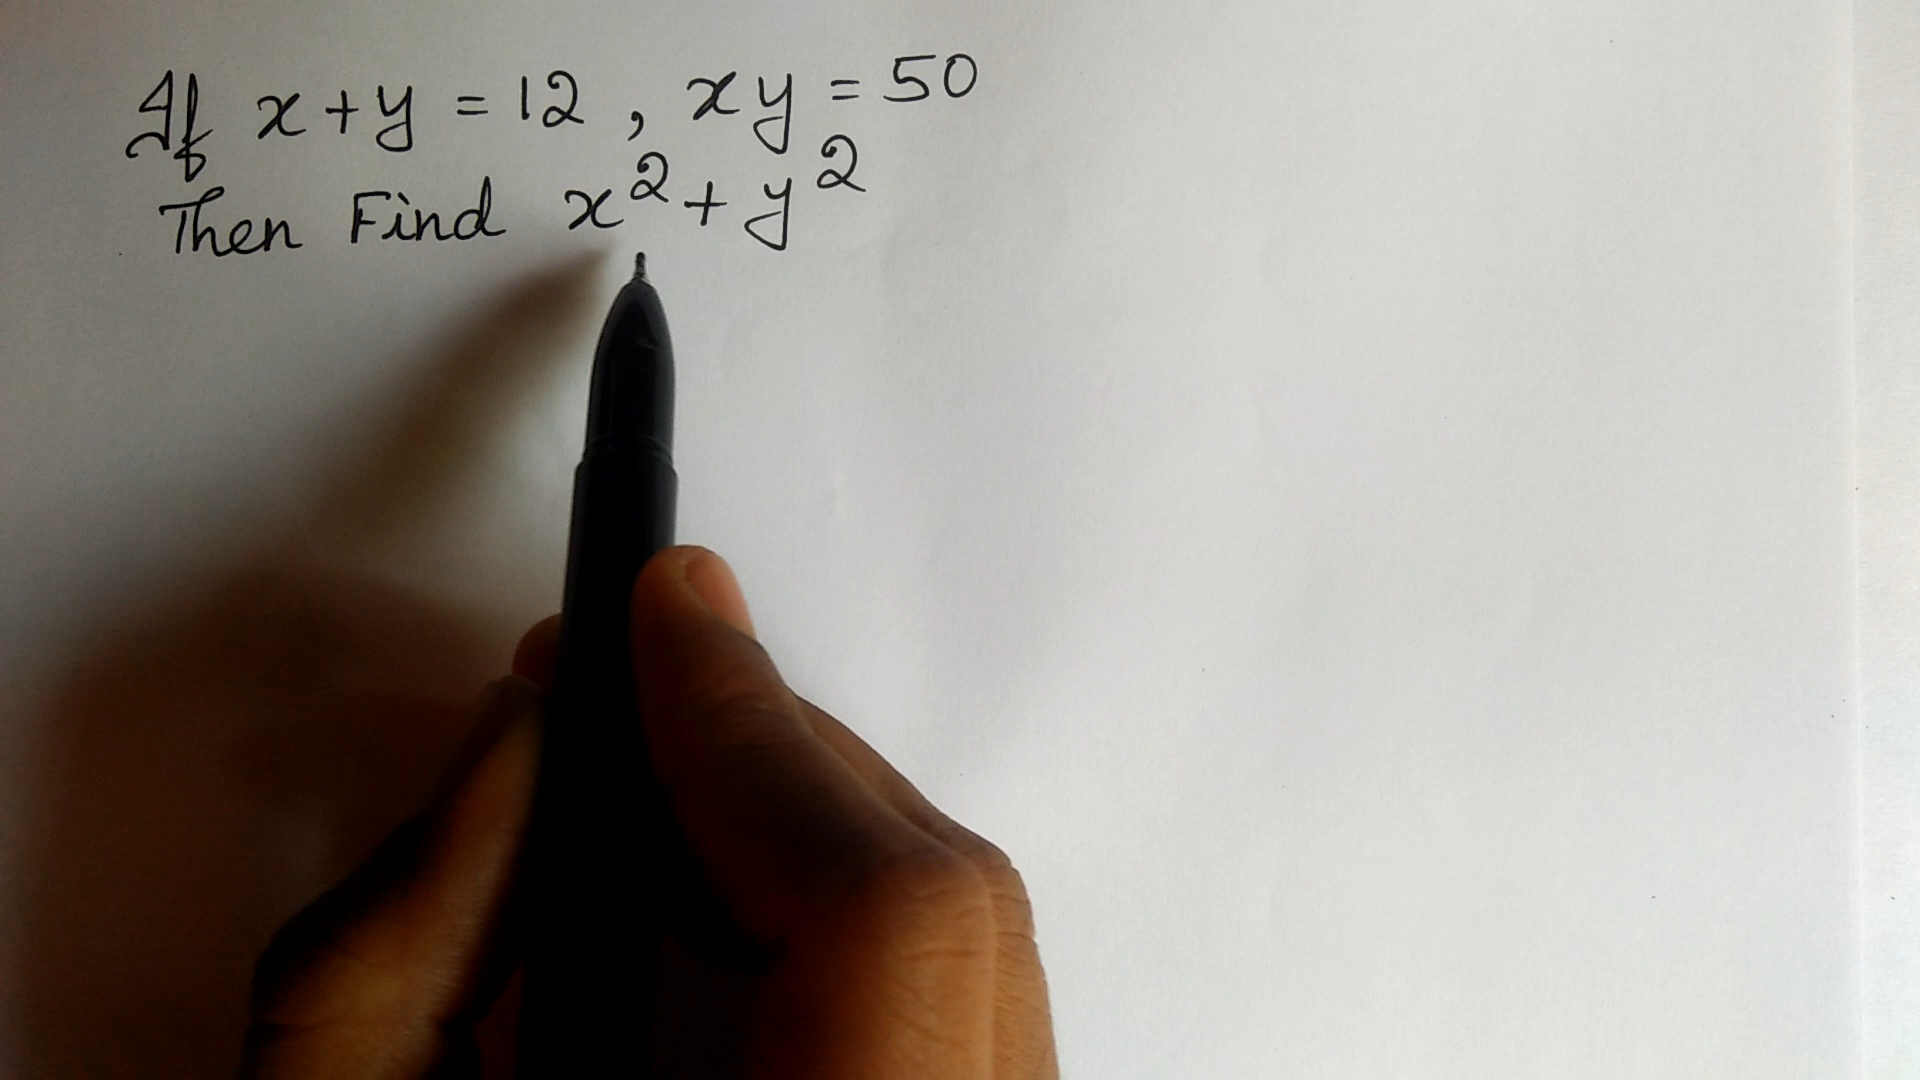 If x + y = 12 , xy = 50
Then Find x² + y²